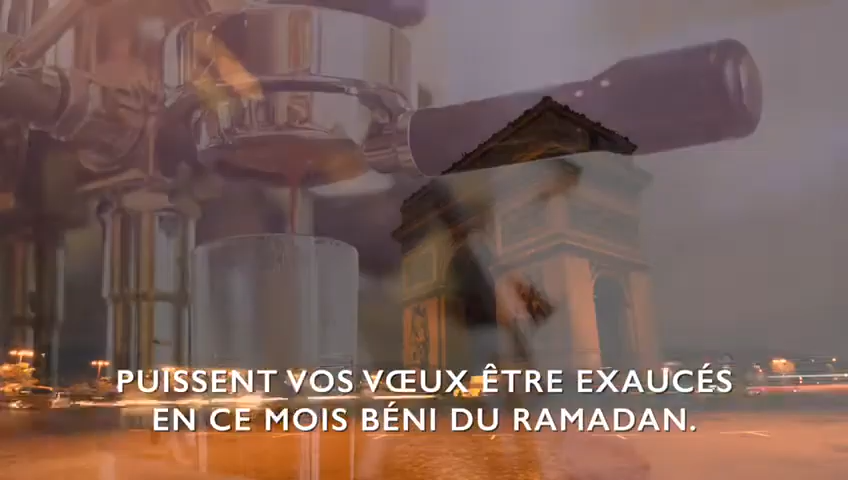 PUISSENT VOS VŒUX ÊTRE EXAUCÉS
EN CE MOIS BÉNI DU RAMADAN.